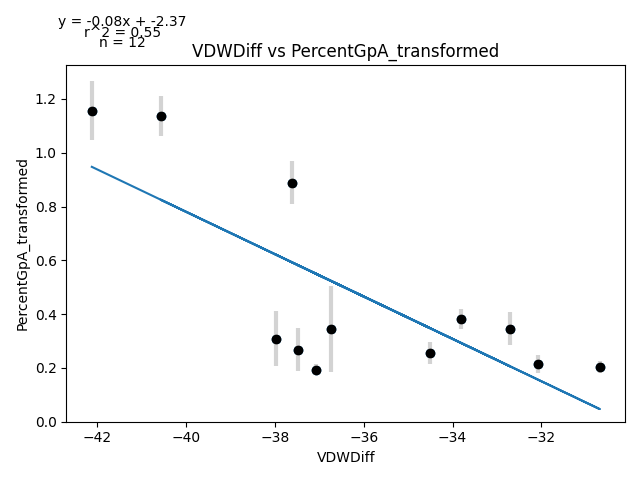 y = -0.08x + -2.37
r^2 = 0.55
n = 12
VDWDiff vs PercentGpA_transformed
PercentGpA_transformed
1.2
1.0
0.8
0.6
0.4
0.2
0.0
−42 −40 −38 −36 −34 −32
VDWDiff